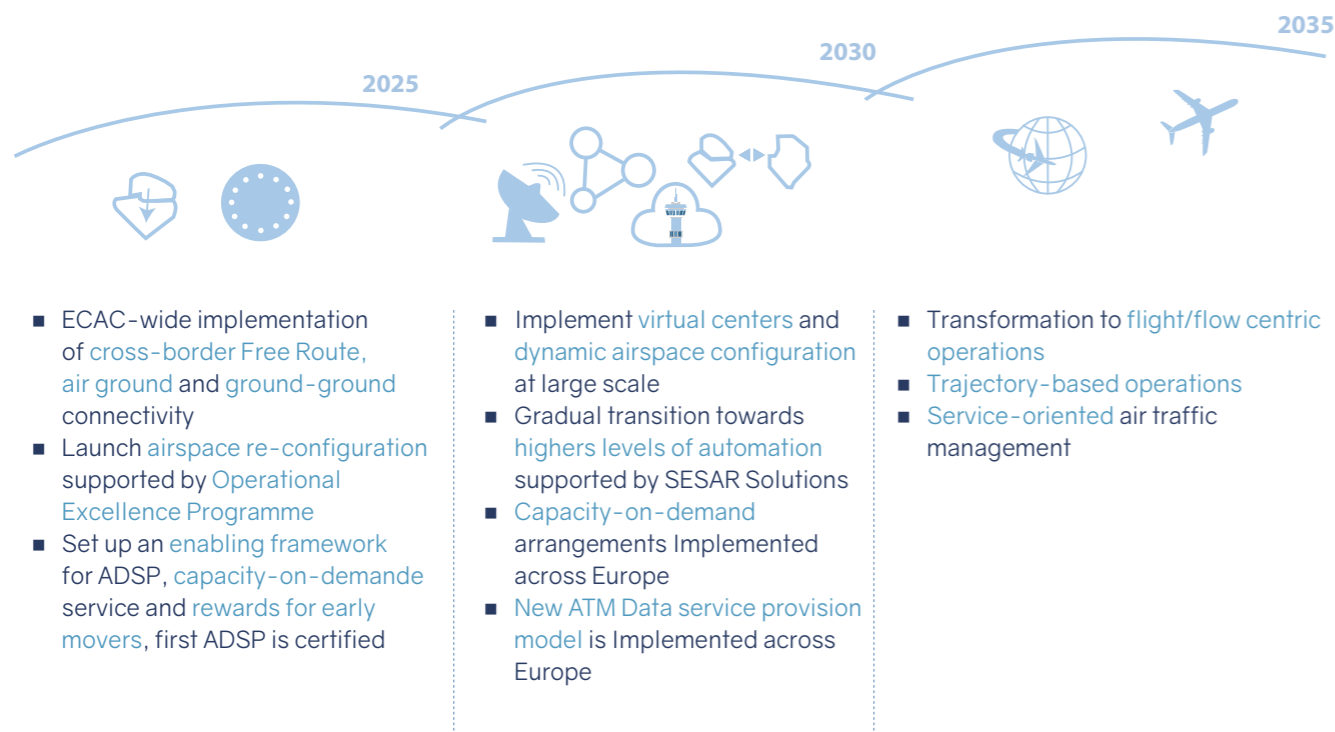 2025
2030
2035
■ ECAC-wide implementation
of cross-border Free Route,
air ground and ground-ground
connectivity
■ Launch airspace re-configuration
supported by Operational
Excellence Programme
■ Set up an enabling framework
for ADSP, capacity-on-demande
service and rewards for early
movers, first ADSP is certified
■ Implement virtual centers and
dynamic airspace configuration
at large scale
■ Gradual transition towards
highers levels of automation
supported by SESAR Solutions
■ Capacity-on-demand
arrangements Implemented
across Europe
■ New ATM Data service provision
model is Implemented across
Europe
■ Transformation to flight/flow centric
operations
■ Trajectory-based operations
■ Service-oriented air traffic
management